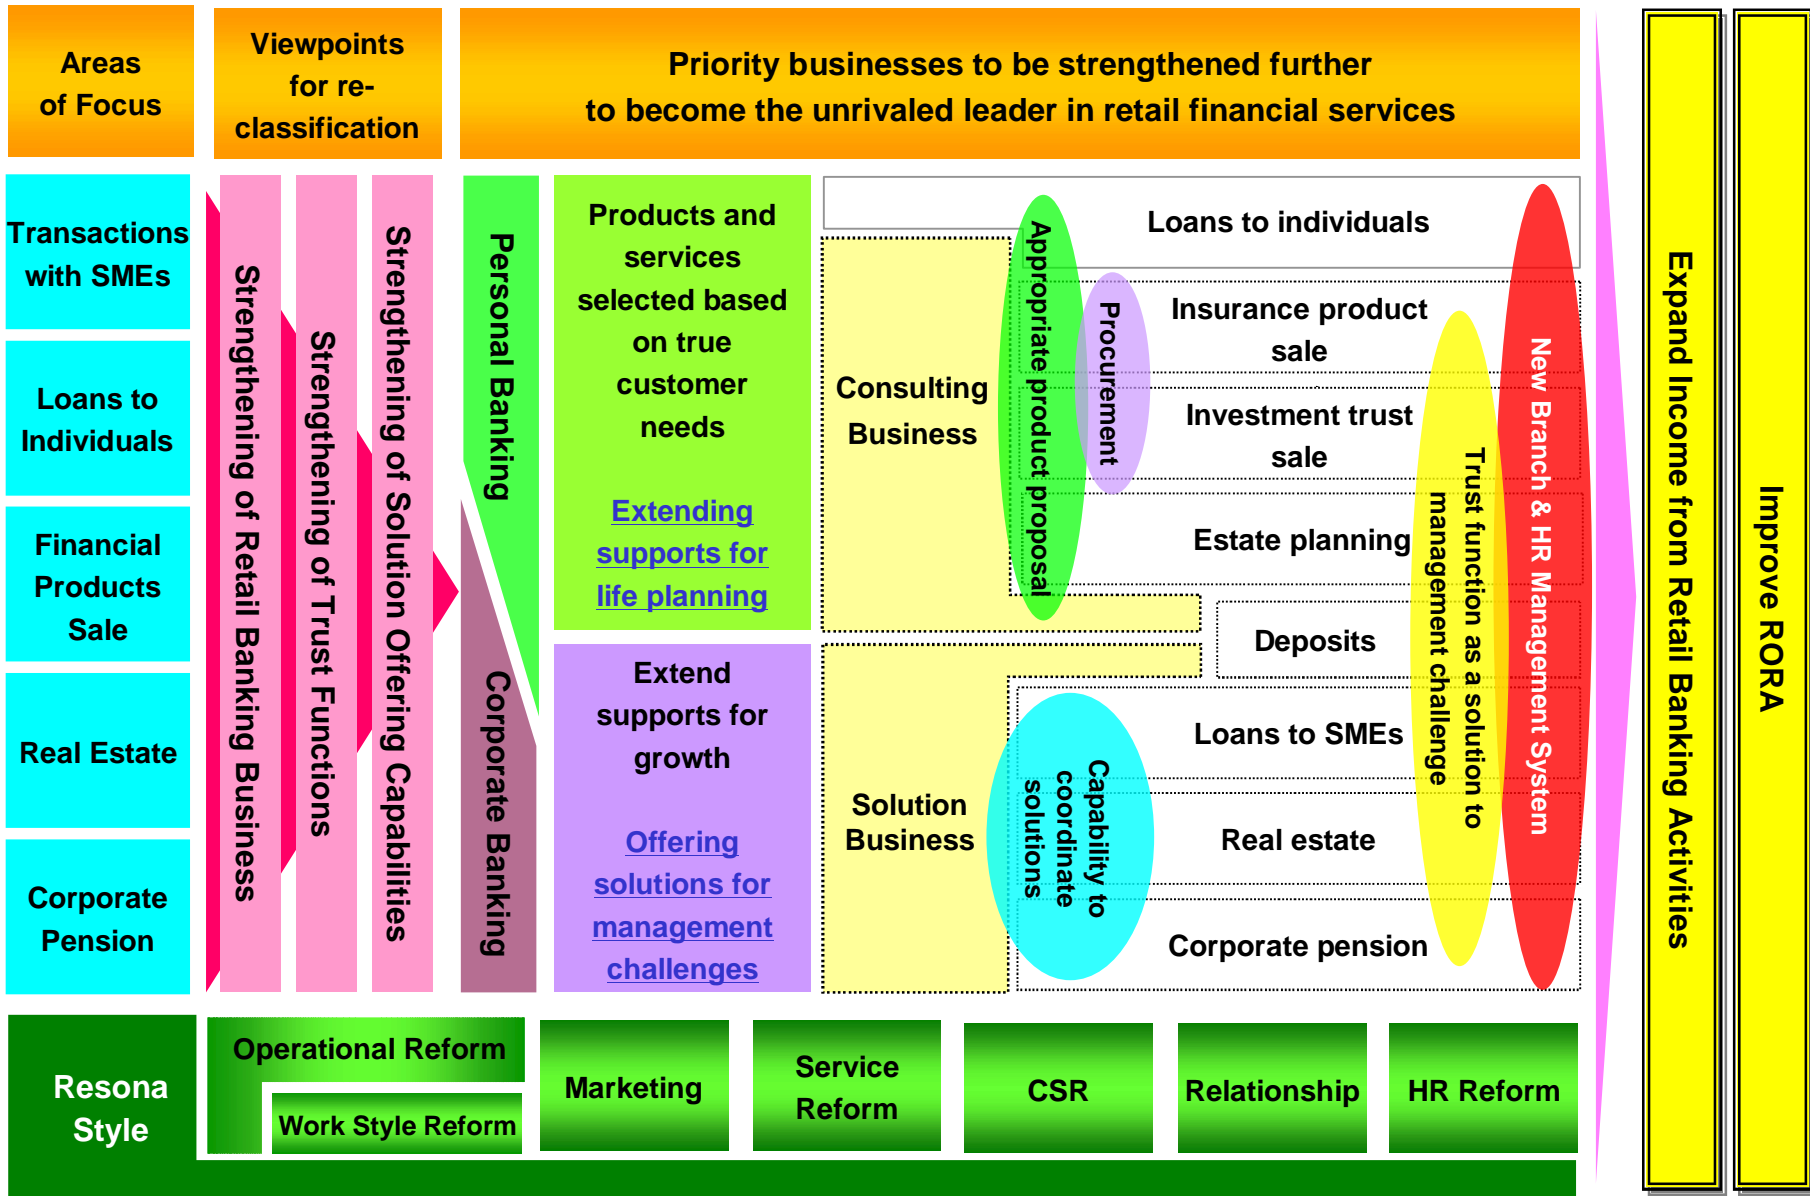 Areas
of Focus
Viewpoints
for re-
classification
Priority businesses to be strengthened further
to become the unrivaled leader in retail financial services
Transactions
with SMEs
Loans to
Individuals
Financial
Products
Sale
Real Estate
Corporate
Pension
Strengthening of Retail Banking Business
Strengthening of Trust Functions
Strengthening of Solution Offering Capabilities
Personal Banking
Corporate Banking
Products and
services
selected based
on true
customer
needs
Extending
supports for
life planning
Extend
supports for
growth
Offering
solutions for
management
challenges
Consulting
Business
Solution
Business
Appropriate product proposal
Procurement
Capability to
coordinate
solutions
Loans to individuals
Insurance product
sale
Investment trust
sale
Estate planning
Deposits
Loans to SMEs
Real estate
Corporate pension
Trust function as a solution to
management challenge
New Branch & HR Management System
Expand Income from Retail Banking Activities
Improve RORA
Resona
Style
Operational Reform
Work Style Reform
Marketing
Service
Reform
CSR
Relationship
HR Reform